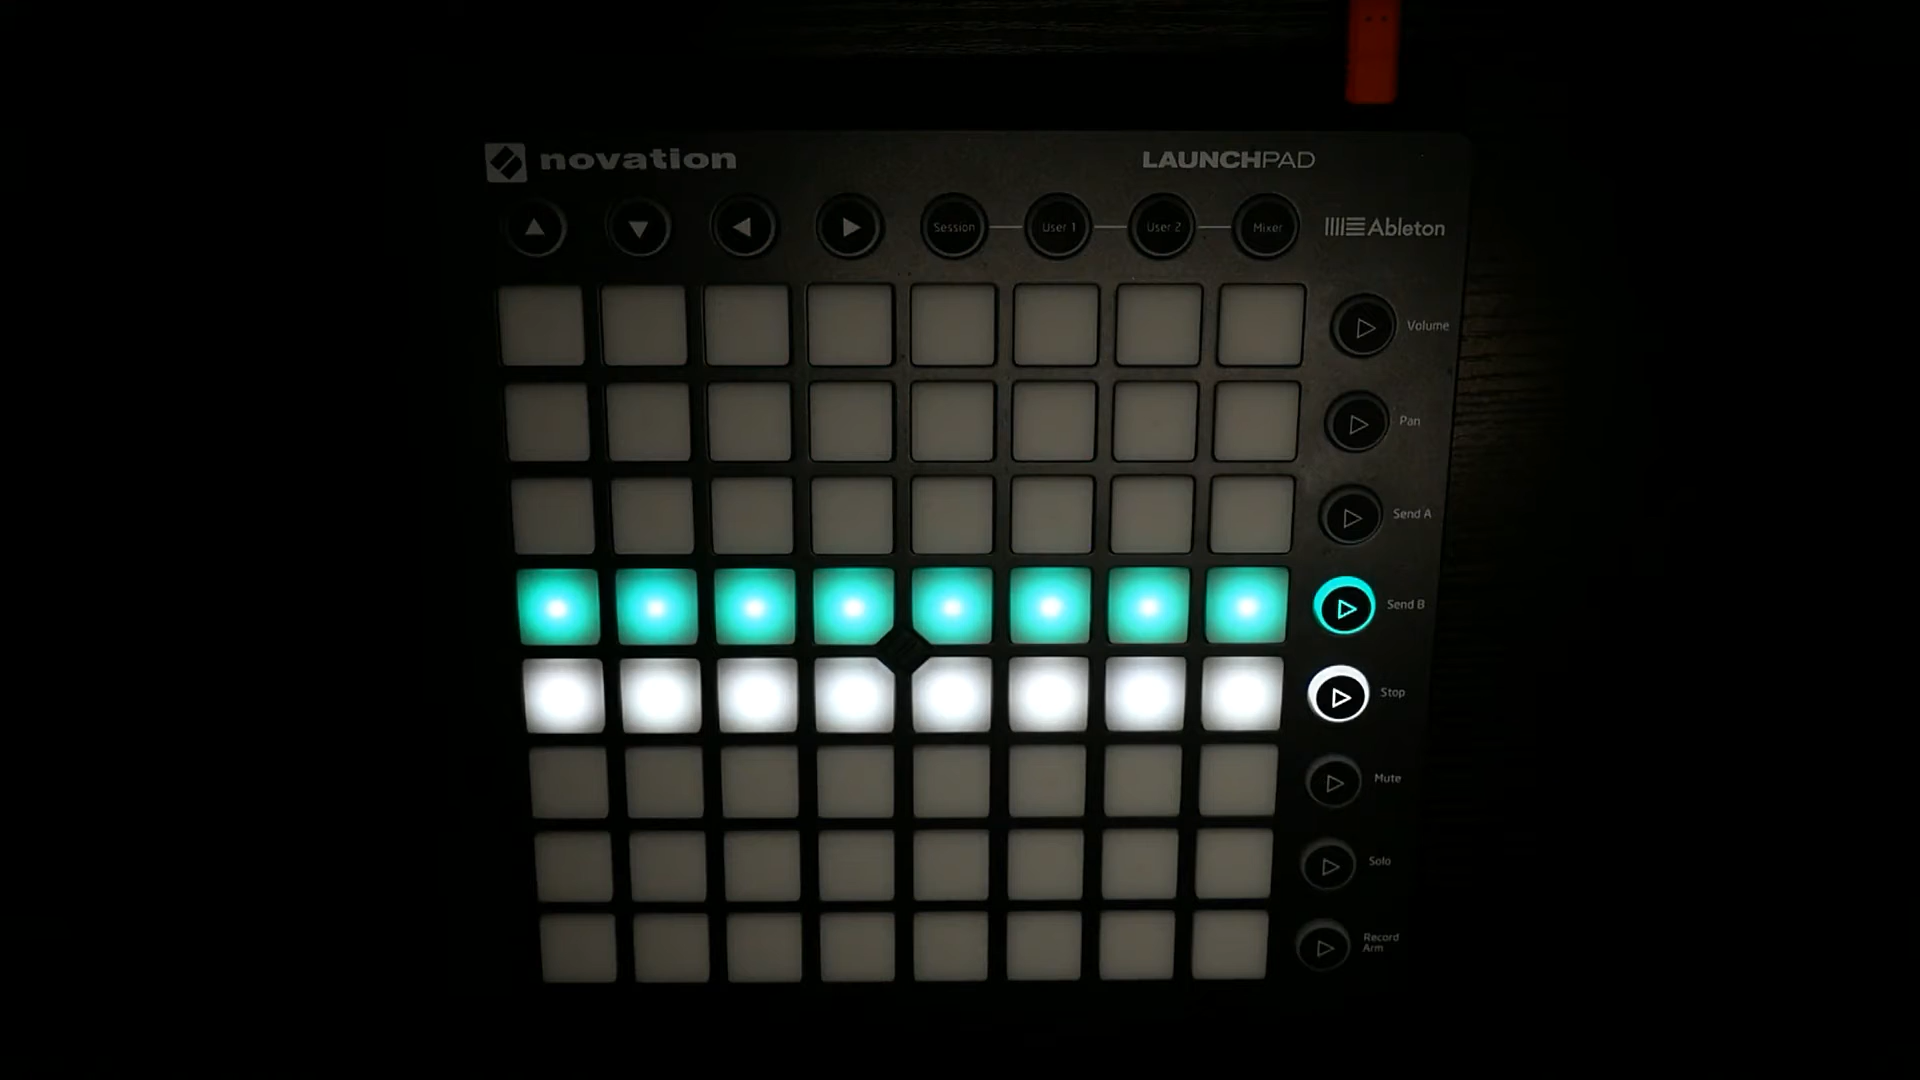 novation
LAUNCHPAD
Session
User 1
User 2
Mixer
Ableton
Volume
Pan
Send A
Send B
Stop
Mute
Solo
Record
Arm